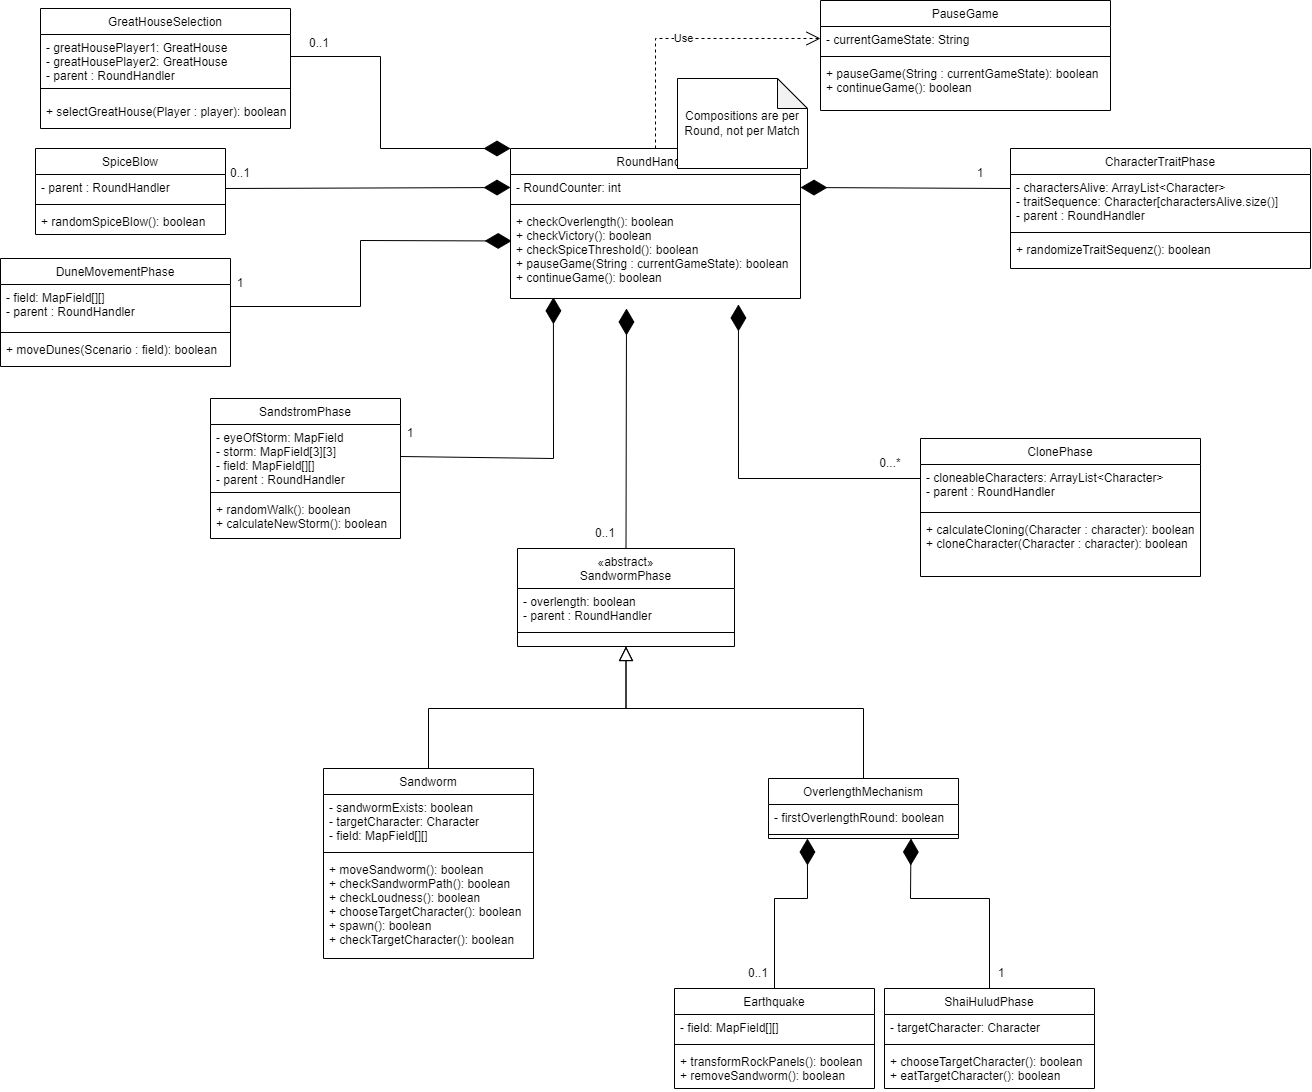 GreatHouseSelection
- greatHousePlayer1: GreatHouse
- greatHousePlayer2: GreatHouse
- parent : RoundHandler
+ selectGreatHouse(Player : player): boolean
0..1
Use
PauseGame
- currentGameState: String
+ pauseGame(String : currentGameState): boolean
+ continueGame(): boolean
Compositions are per
Round, not per Match
SpiceBlow
- parent : RoundHandler
+ randomSpiceBlow(): boolean
0..1
RoundHand
- RoundCounter: int
+ checkOverlength(): boolean
+ checkVictory(): boolean
+ checkSpiceThreshold(): boolean
+ pauseGame(String : currentGameState): boolean
+ continueGame(): boolean
1
CharacterTraitPhase
- charactersAlive: ArrayList<Character>
- traitSequence: Character[charactersAlive.size()]
- parent : RoundHandler
+ randomizeTraitSequenz(): boolean
DuneMovementPhase
- field: MapField[][]
- parent : RoundHandler
+ moveDunes(Scenario : field): boolean
1
SandstromPhase
- eyeOfStorm: MapField
- storm: MapField[3][3]
- field: MapField[][]
- parent : RoundHandler
+ randomWalk(): boolean
+ calculateNewStorm(): boolean
1
0...*
ClonePhase
- cloneableCharacters: ArrayList<Character>
- parent : RoundHandler
+ calculateCloning(Character : character): boolean
+ cloneCharacter(Character : character): boolean
0..1
«abstract»
SandwormPhase
- overlength: boolean
- parent : RoundHandler
Sandworm
- sandwormExists: boolean
- targetCharacter: Character
- field: MapField[][]
+ moveSandworm(): boolean
+ checkSandwormPath(): boolean
+ checkLoudness(): boolean
+ chooseTargetCharacter(): boolean
+ spawn(): boolean
+ checkTargetCharacter(): boolean
OverlengthMechanism
- firstOverlengthRound: boolean
0..1
1
Earthquake
- field: MapField[][]
+ transformRockPanels(): boolean
+ removeSandworm(): boolean
ShaiHuludPhase
- targetCharacter: Character
+ chooseTargetCharacter(): boolean
+ eatTargetCharacter(): boolean